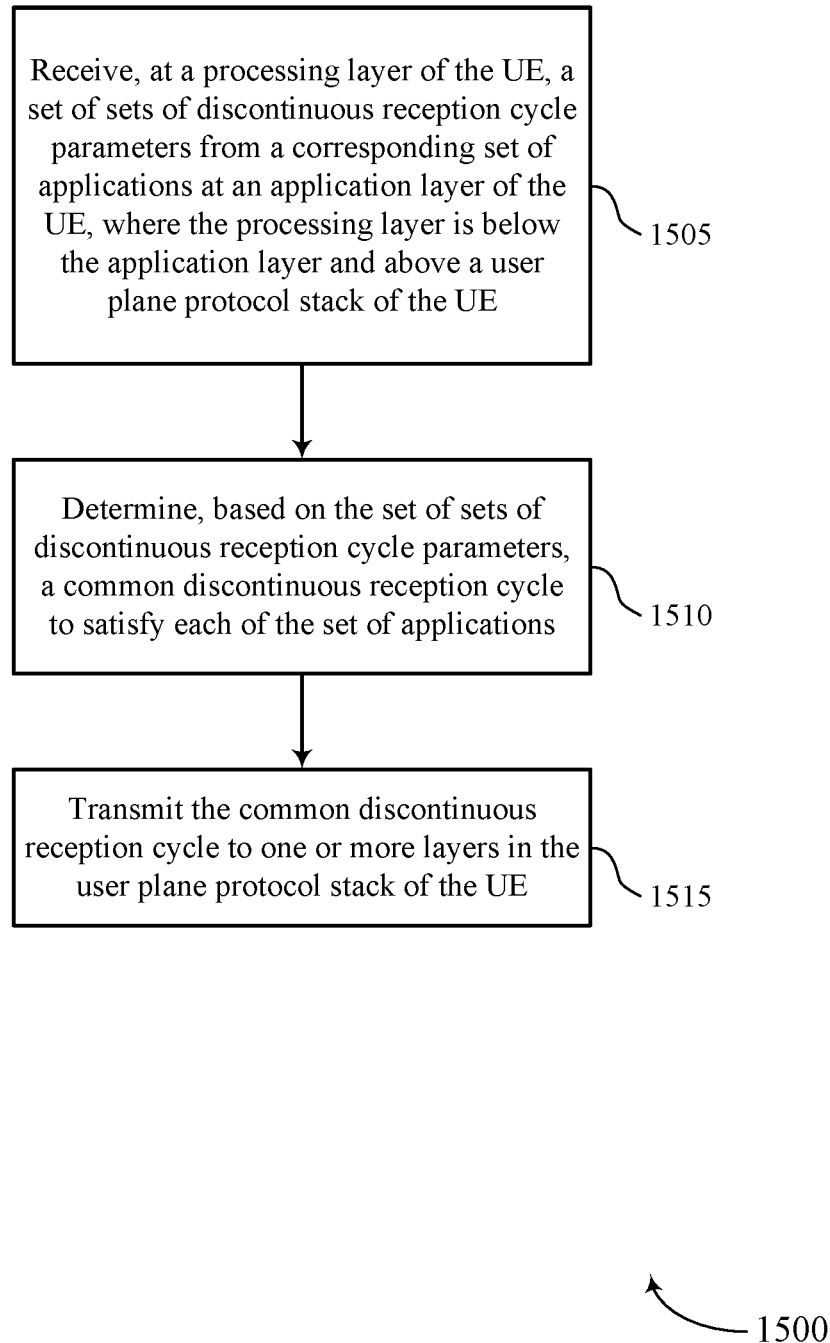 Receive, at a processing layer of the UE, a
set of sets of discontinuous reception cycle
parameters from a corresponding set of
applications at an application layer of the
UE, where the processing layer is below
the application layer and above a user
plane protocol stack of the UE
1505
Determine, based on the set of sets of
discontinuous reception cycle parameters,
a common discontinuous reception cycle
to satisfy each of the set of applications
1510
Transmit the common discontinuous
reception cycle to one or more layers in the
user plane protocol stack of the UE
1515
1500